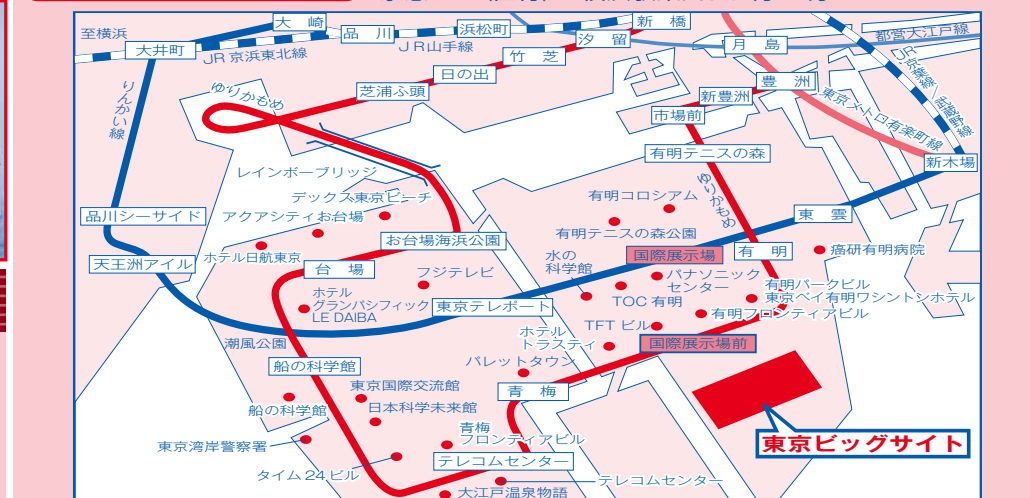 大 崎
新 橋
至横浜
品 川
浜松町
汐 留
都営大江戸線
大井町
JR京浜東北線
JR山手線
竹 芝
月 島
日の出
JR京葉線／武蔵野線
りんかい線
ゆりかもめ
芝浦ふ頭
豊 洲
新豊洲
市場前
東京メトロ有楽町線
有明テニスの森
新木場
レインボーブリッジ
ゆりかもめ
デックス東京ビーチ
有明コロシアム
品川シーサイド
アクアシティお台場
東 雲
お台場海浜公園
有明テニスの森公園
ホテル日航東京
水の
科学館
国際展示場
有 明
癌研有明病院
天王洲アイル
台 場
フジテレビ
パナソニック
センター
有明パークビル
東京ベイ有明ワシントンホテル
ホテル
グランパシフィック
LE DAIBA
東京テレポート
TOC 有明
有明フロンティアビル
TFT ビル
ホテル
トラスティ
潮風公園
国際展示場前
船の科学館
パレットタウン
東京国際交流館
青 梅
船の科学館
日本科学未来館
青梅
フロンティアビル
東京湾岸警察署
東京ビッグサイト
テレコムセンター
タイム 24 ビル
テレコムセンター
大江戸温泉物語